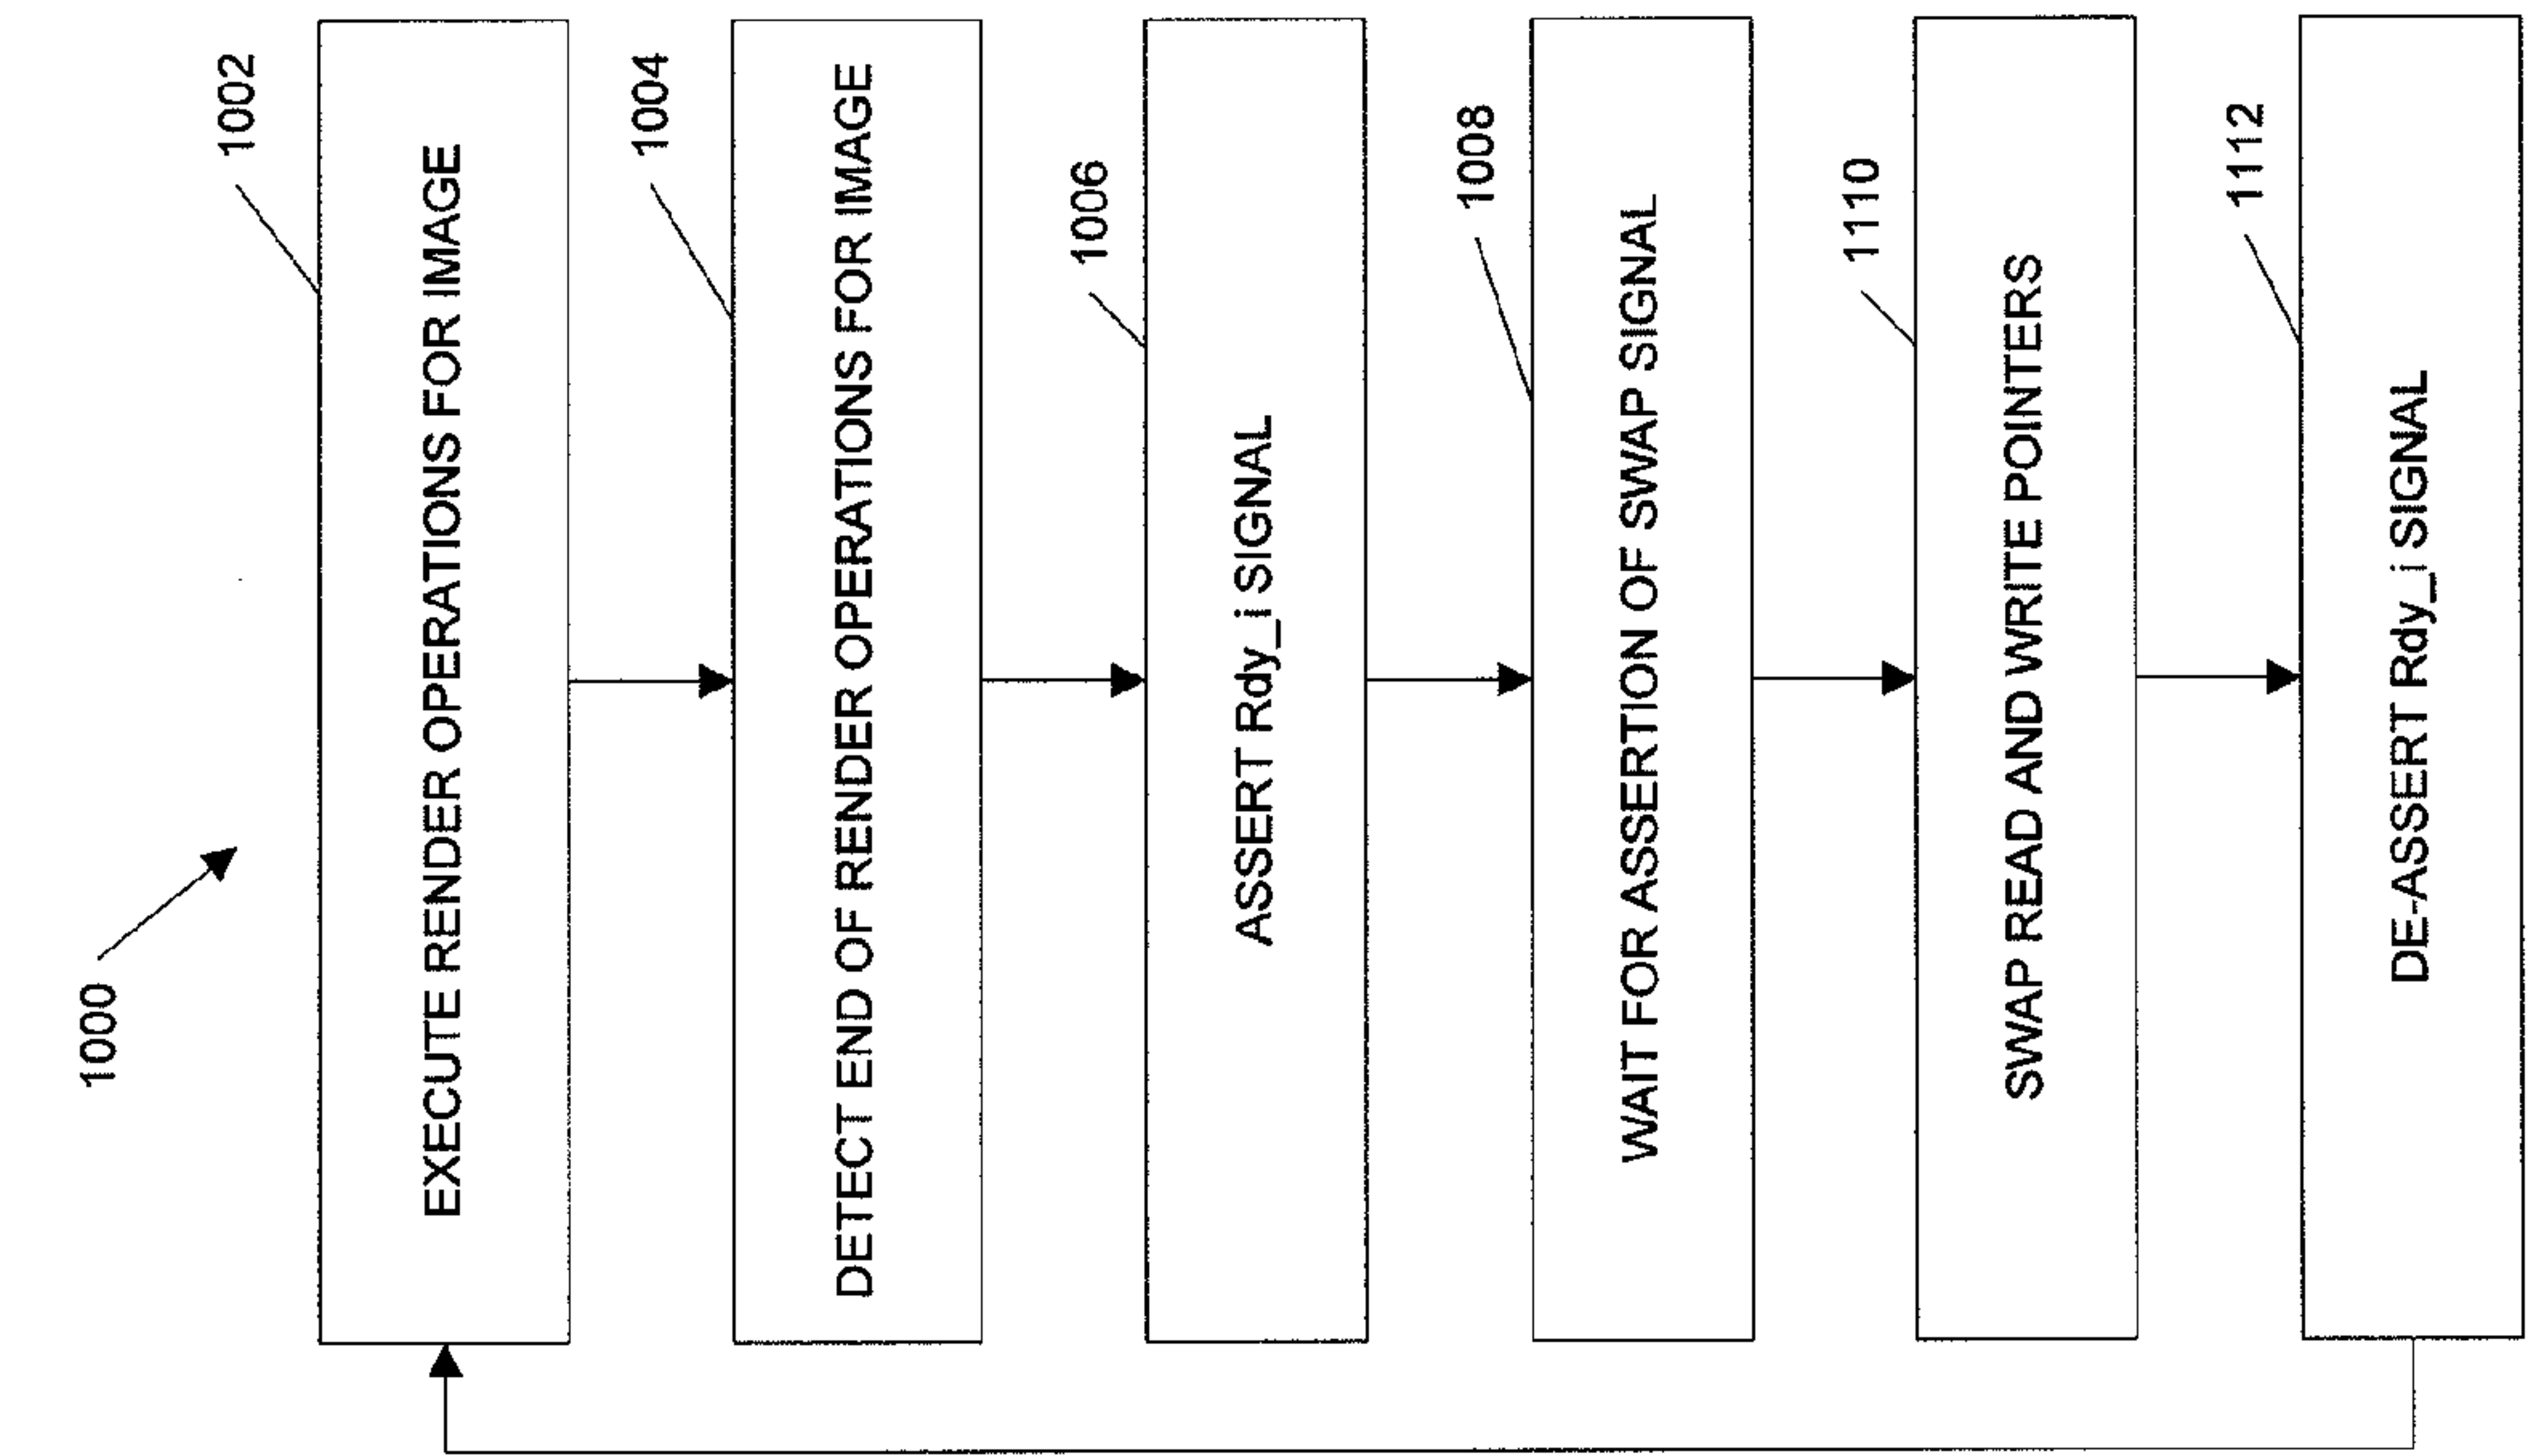 1000
1002
EXECUTE RENDER OPERATIONS FOR IMAGE
1004
DETECT END OF RENDER OPERATIONS FOR IMAGE
1006
ASSERT Rdy_i SIGNAL
1008
WAIT FOR ASSERTION OF SWAP SIGNAL
1110
SWAP READ AND WRITE POINTERS
1112
DE-ASSERT Rdy_i SIGNAL